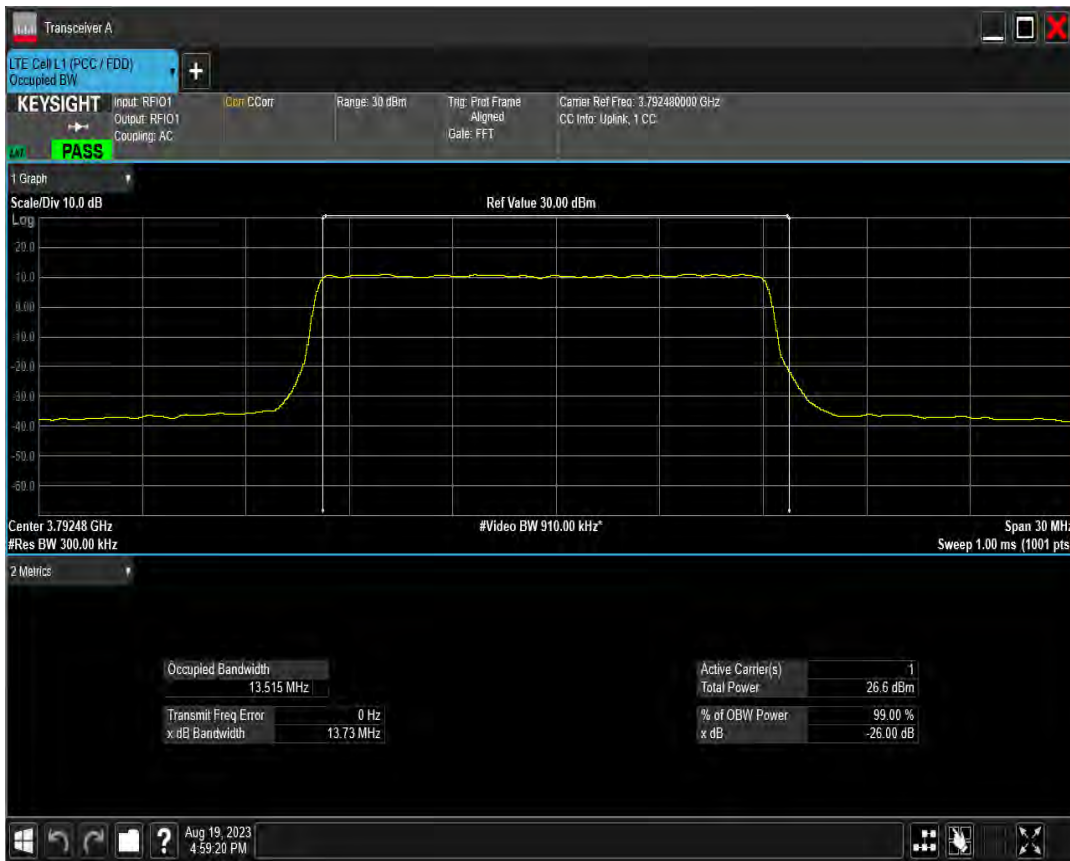 Transceiver A
LTE Cell L1 (PCC / FDD)
Occupied BW
+
KEYSIGHT
Input: RFIO1
Output: RFIO1
Coupling: AC
Corr CCorr
Range: 30 dBm
Trig: Prot Frame
Aligned
Gate: FFT
Carrier Ref Freq: 3.792480000 GHz
CC Info: Uplink, 1 CC
PASS
1 Graph
Scale/Div 10.0 dB
Ref Value 30.00 dBm
Log
20.0
10.0
0.00
-10.0
-20.0
-30.0
-40.0
-50.0
-60.0
Center 3.79248 GHz
#Video BW 910.00 kHz*
Span 30 MHz
#Res BW 300.00 kHz
Sweep 1.00 ms (1001 pts
2 Metrics
Occupied Bandwidth
13.515 MHz
Transmit Freq Error 0 Hz
x dB Bandwidth 13.73 MHz
Active Carrier(s) 1
Total Power 26.6 dBm
% of OBW Power 99.00 %
x dB -26.00 dB
?
Aug 19, 2023
4:59:20 PM